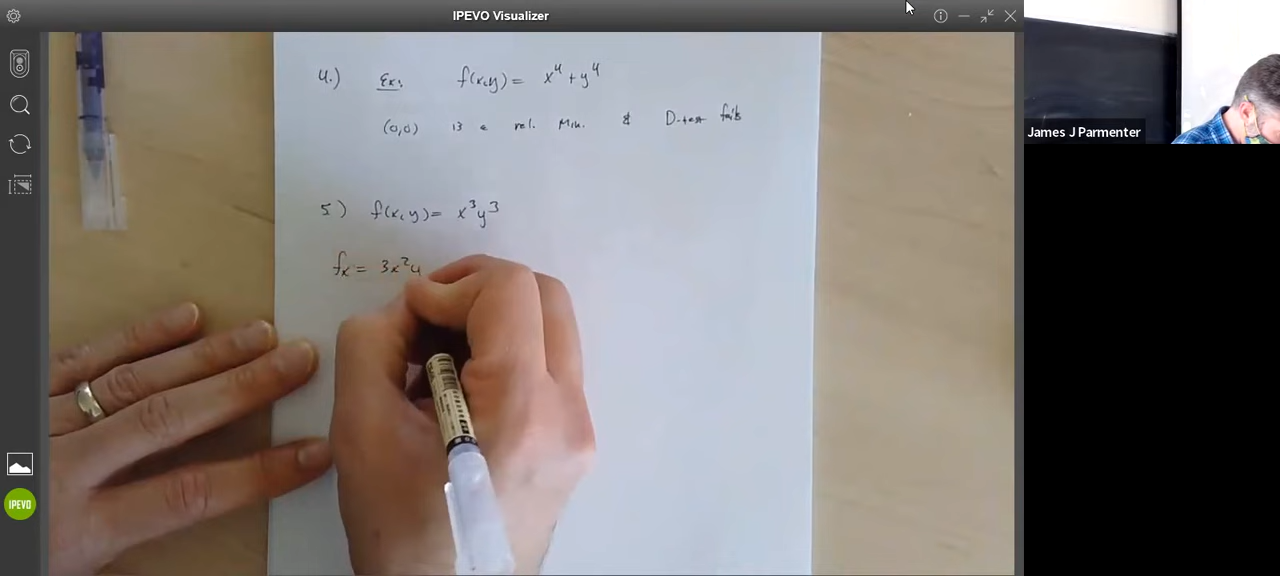 IPEVO Visualizer
4.) Ex: f(x,y) = x⁴ + y⁴
(0,0) is a rel. Min. & D-test fails
James J Parmenter
5) f(x,y) = x³y³
fₓ = 3x²y
IPEVO